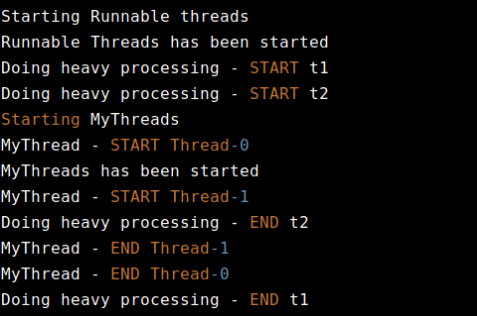 Starting Runnable threads
Runnable Threads has been started
Doing heavy processing - START t1
Doing heavy processing - START t2
Starting MyThreads
MyThread - START Thread-0
MyThreads has been started
MyThread - START Thread-1
Doing heavy processing - END t2
MyThread - END Thread-1
MyThread - END Thread-0
Doing heavy processing - END t1